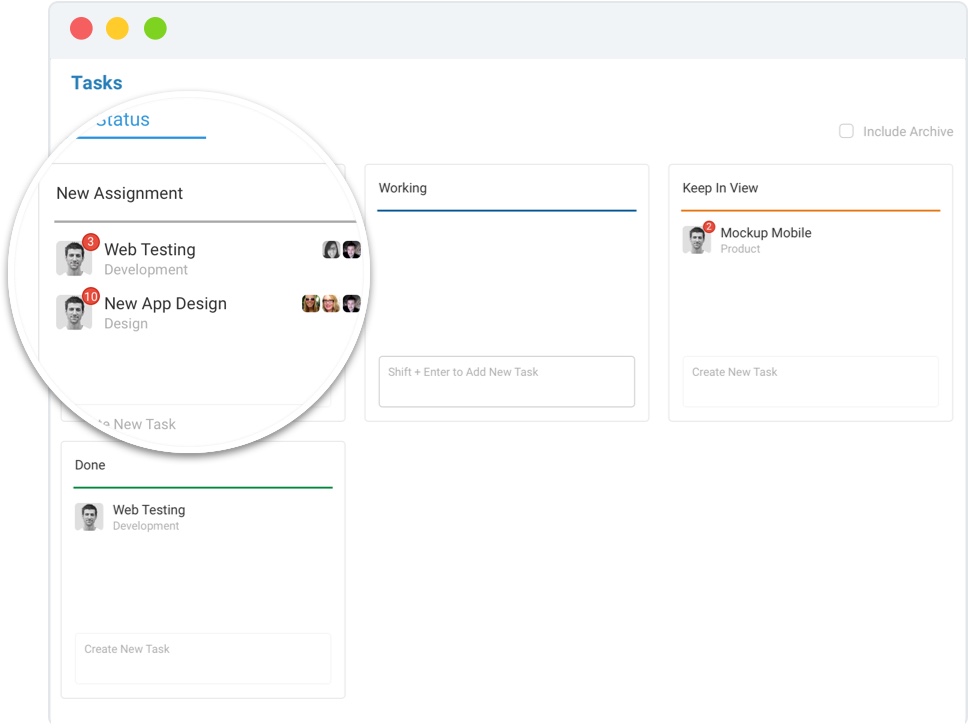 Tasks
Status
Include Archive
New Assignment
3
Web Testing
Development
10
New App Design
Design
New Task
Working
Shift + Enter to Add New Task
Keep In View
2
Mockup Mobile
Product
Create New Task
Done
Web Testing
Development
Create New Task